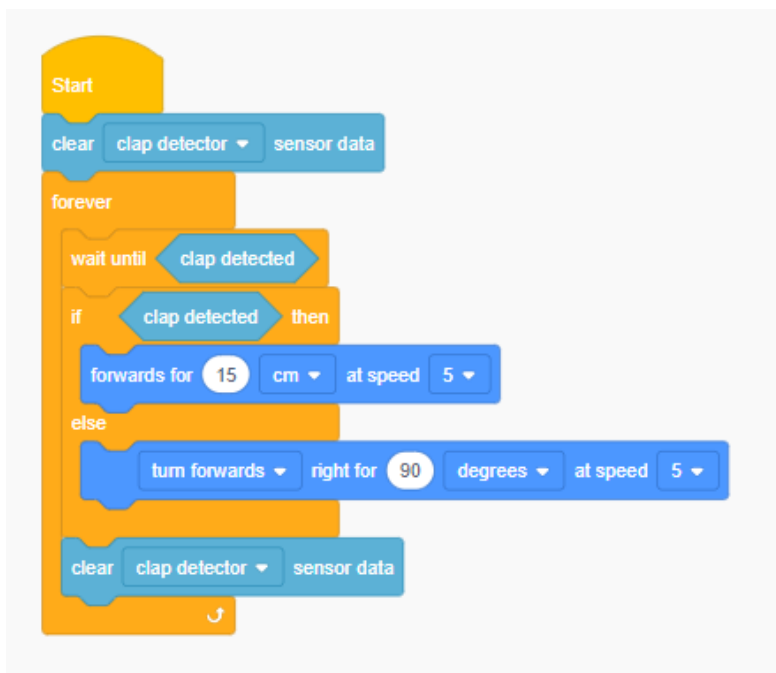 Start
clear clap detector sensor data
forever
wait until clap detected
if clap detected then
forwards for 15 cm at speed 5
else
turn forwards right for 90 degrees at speed 5
clear clap detector sensor data